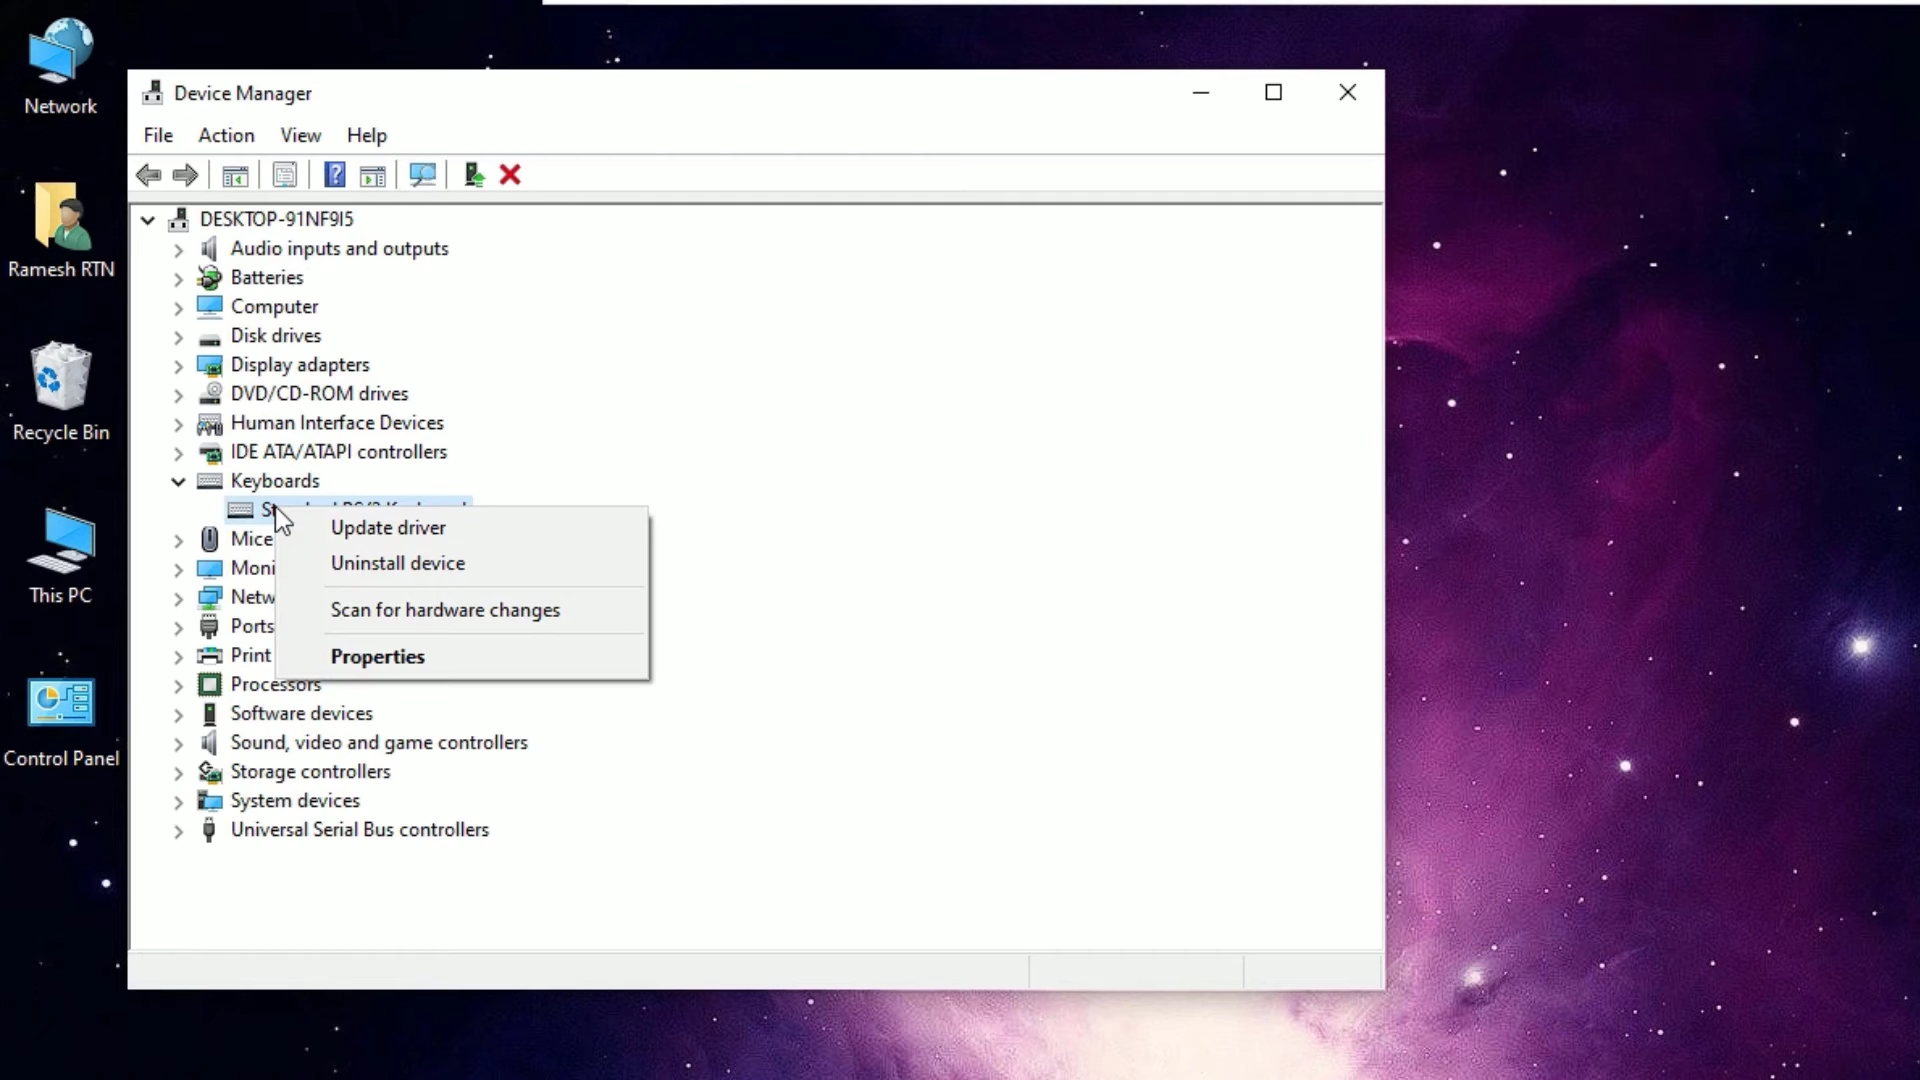 Network
Ramesh RTN
Recycle Bin
This PC
Control Panel
Device Manager
File Action View Help
DESKTOP-91NF9I5
Audio inputs and outputs
Batteries
Computer
Disk drives
Display adapters
DVD/CD-ROM drives
Human Interface Devices
IDE ATA/ATAPI controllers
Keyboards
Mice
Moni
Netw
Ports
Print
Processors
Software devices
Sound, video and game controllers
Storage controllers
System devices
Universal Serial Bus controllers
Update driver
Uninstall device
Scan for hardware changes
Properties